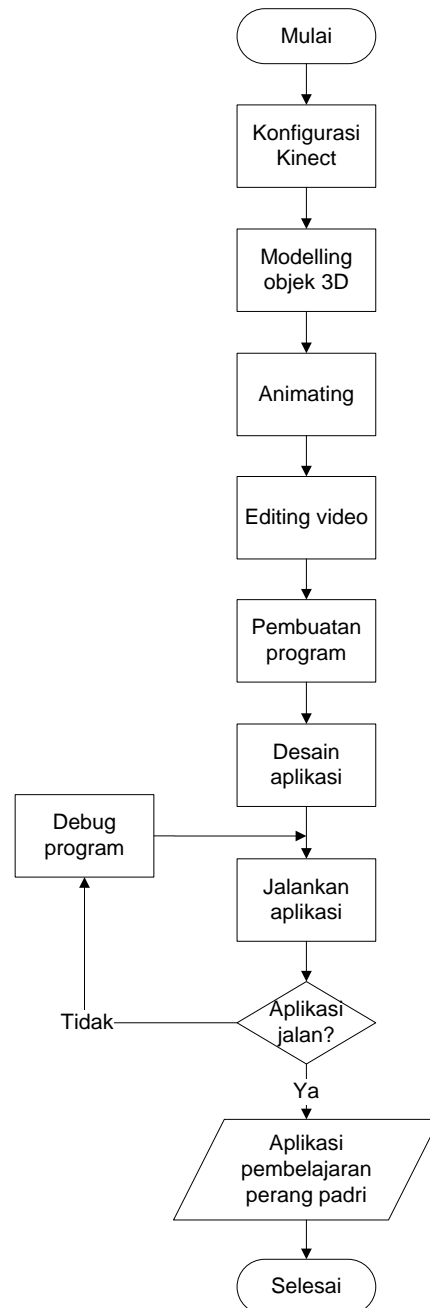 Mulai
Konfigurasi
Kinect
Modelling
objek 3D
Animating
Editing video
Pembuatan
program
Desain
aplikasi
Debug
program
Jalankan
aplikasi
Aplikasi
jalan?
Tidak
Ya
Aplikasi
pembelajaran
perang padri
Selesai